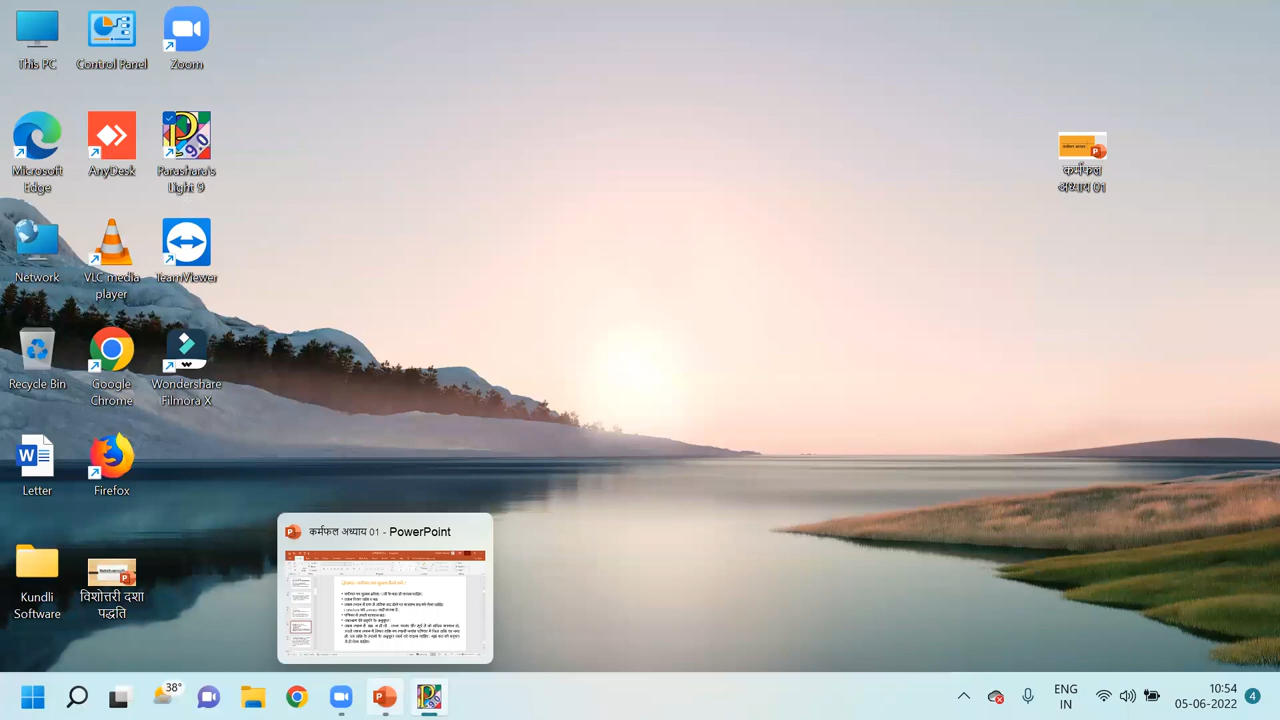 This PC
Control Panel
Zoom
Microsoft
Edge
AnyDesk
Parashara's
Light 9
कर्मफल
अध्याय 01
Network
VLC media
player
TeamViewer
Recycle Bin
Google
Chrome
Wondershare
Filmora X
Letter
Firefox
Kundli
Software
विंशोत्तरी दशा
पद्धति
कर्मफल अध्याय 01 - PowerPoint
38°
ENG
IN
10:54
05-06-2022
4